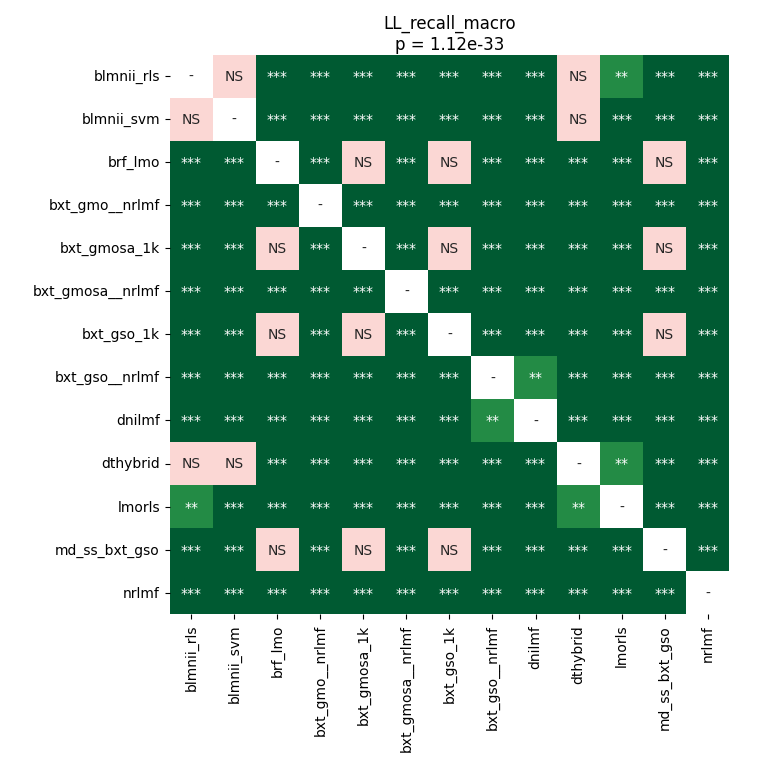 LL_recall_macro
p = 1.12e-33
blmnii_rls - NS *** *** *** *** *** *** *** NS ** *** ***
blmnii_svm NS - *** *** *** *** *** *** *** NS *** *** ***
brf_lmo *** *** - *** NS *** NS *** *** *** *** NS ***
bxt_gmo__nrlmf *** *** *** - *** *** *** *** *** *** *** *** ***
bxt_gmosa_1k *** *** NS *** - *** NS *** *** *** *** NS ***
bxt_gmosa__nrlmf *** *** *** *** *** - *** *** *** *** *** *** ***
bxt_gso_1k *** *** NS *** NS *** - *** *** *** *** NS ***
bxt_gso__nrlmf *** *** *** *** *** *** *** - ** *** *** *** ***
dnilmf *** *** *** *** *** *** *** ** - *** *** *** ***
dthybrid NS NS *** *** *** *** *** *** *** - ** *** ***
lmorls ** *** *** *** *** *** *** *** *** ** - *** ***
md_ss_bxt_gso *** *** NS *** NS *** NS *** *** *** *** - ***
nrlmf *** *** *** *** *** *** *** *** *** *** *** *** -
blmnii_rls
blmnii_svm
brf_lmo
bxt_gmo__nrlmf
bxt_gmosa_1k
bxt_gmosa__nrlmf
bxt_gso_1k
bxt_gso__nrlmf
dnilmf
dthybrid
lmorls
md_ss_bxt_gso
nrlmf